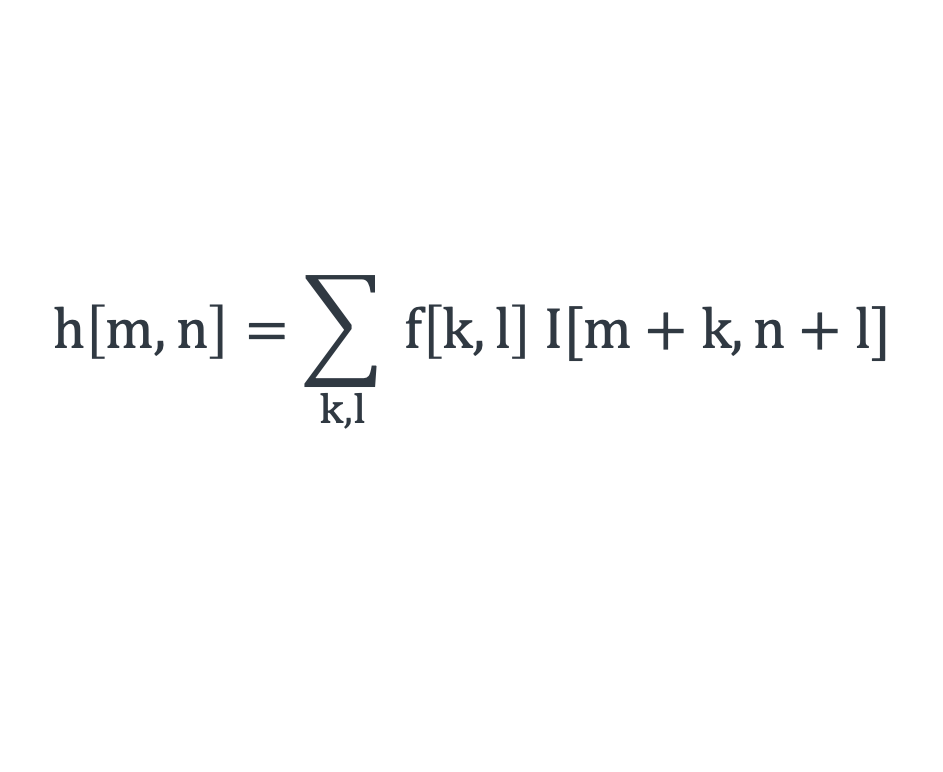 h[m, n] = ∑ f[k, l] I[m + k, n + l]
k,l